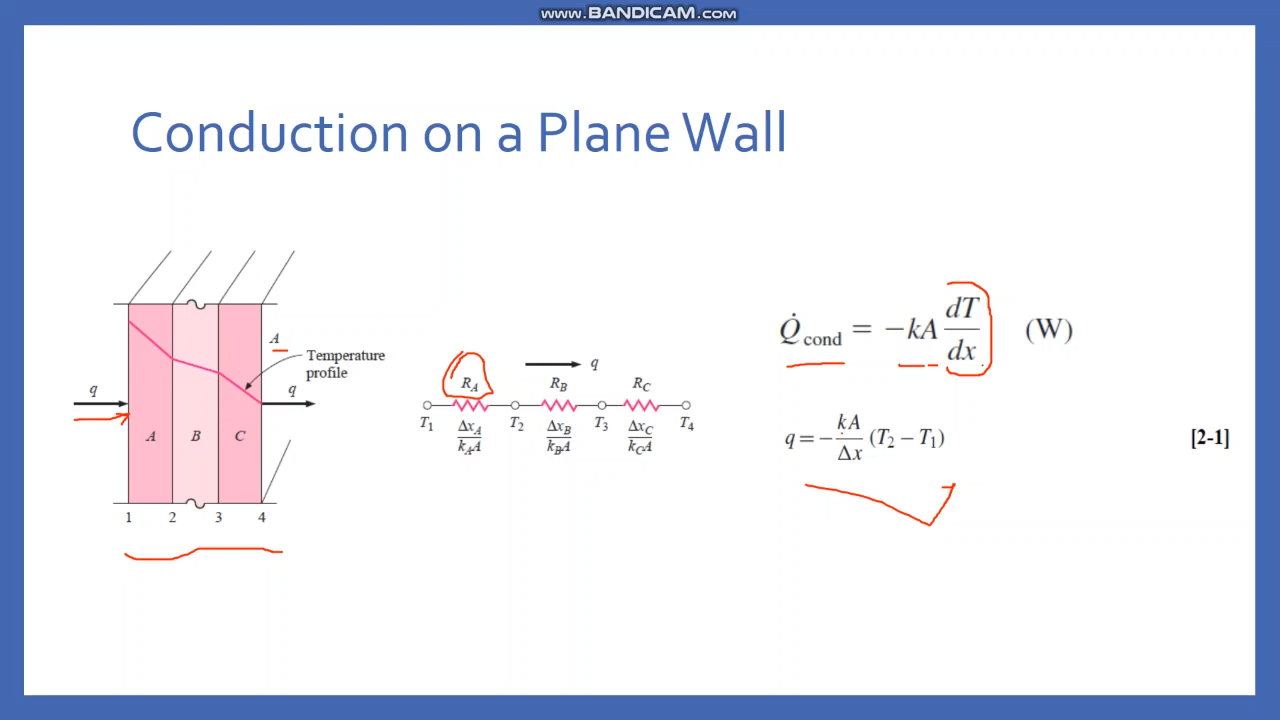 www.BANDICAM.com
Conduction on a Plane Wall
A
Temperature
profile
q
q
A B C
1 2 3 4
q
R_A R_B R_C
T_1 T_2 T_3 T_4
Δx_A/k_A A Δx_B/k_B A Δx_C/k_C A
Q̇_cond = −kA dT/dx (W)
q = − kA/Δx (T_2 − T_1) [2-1]